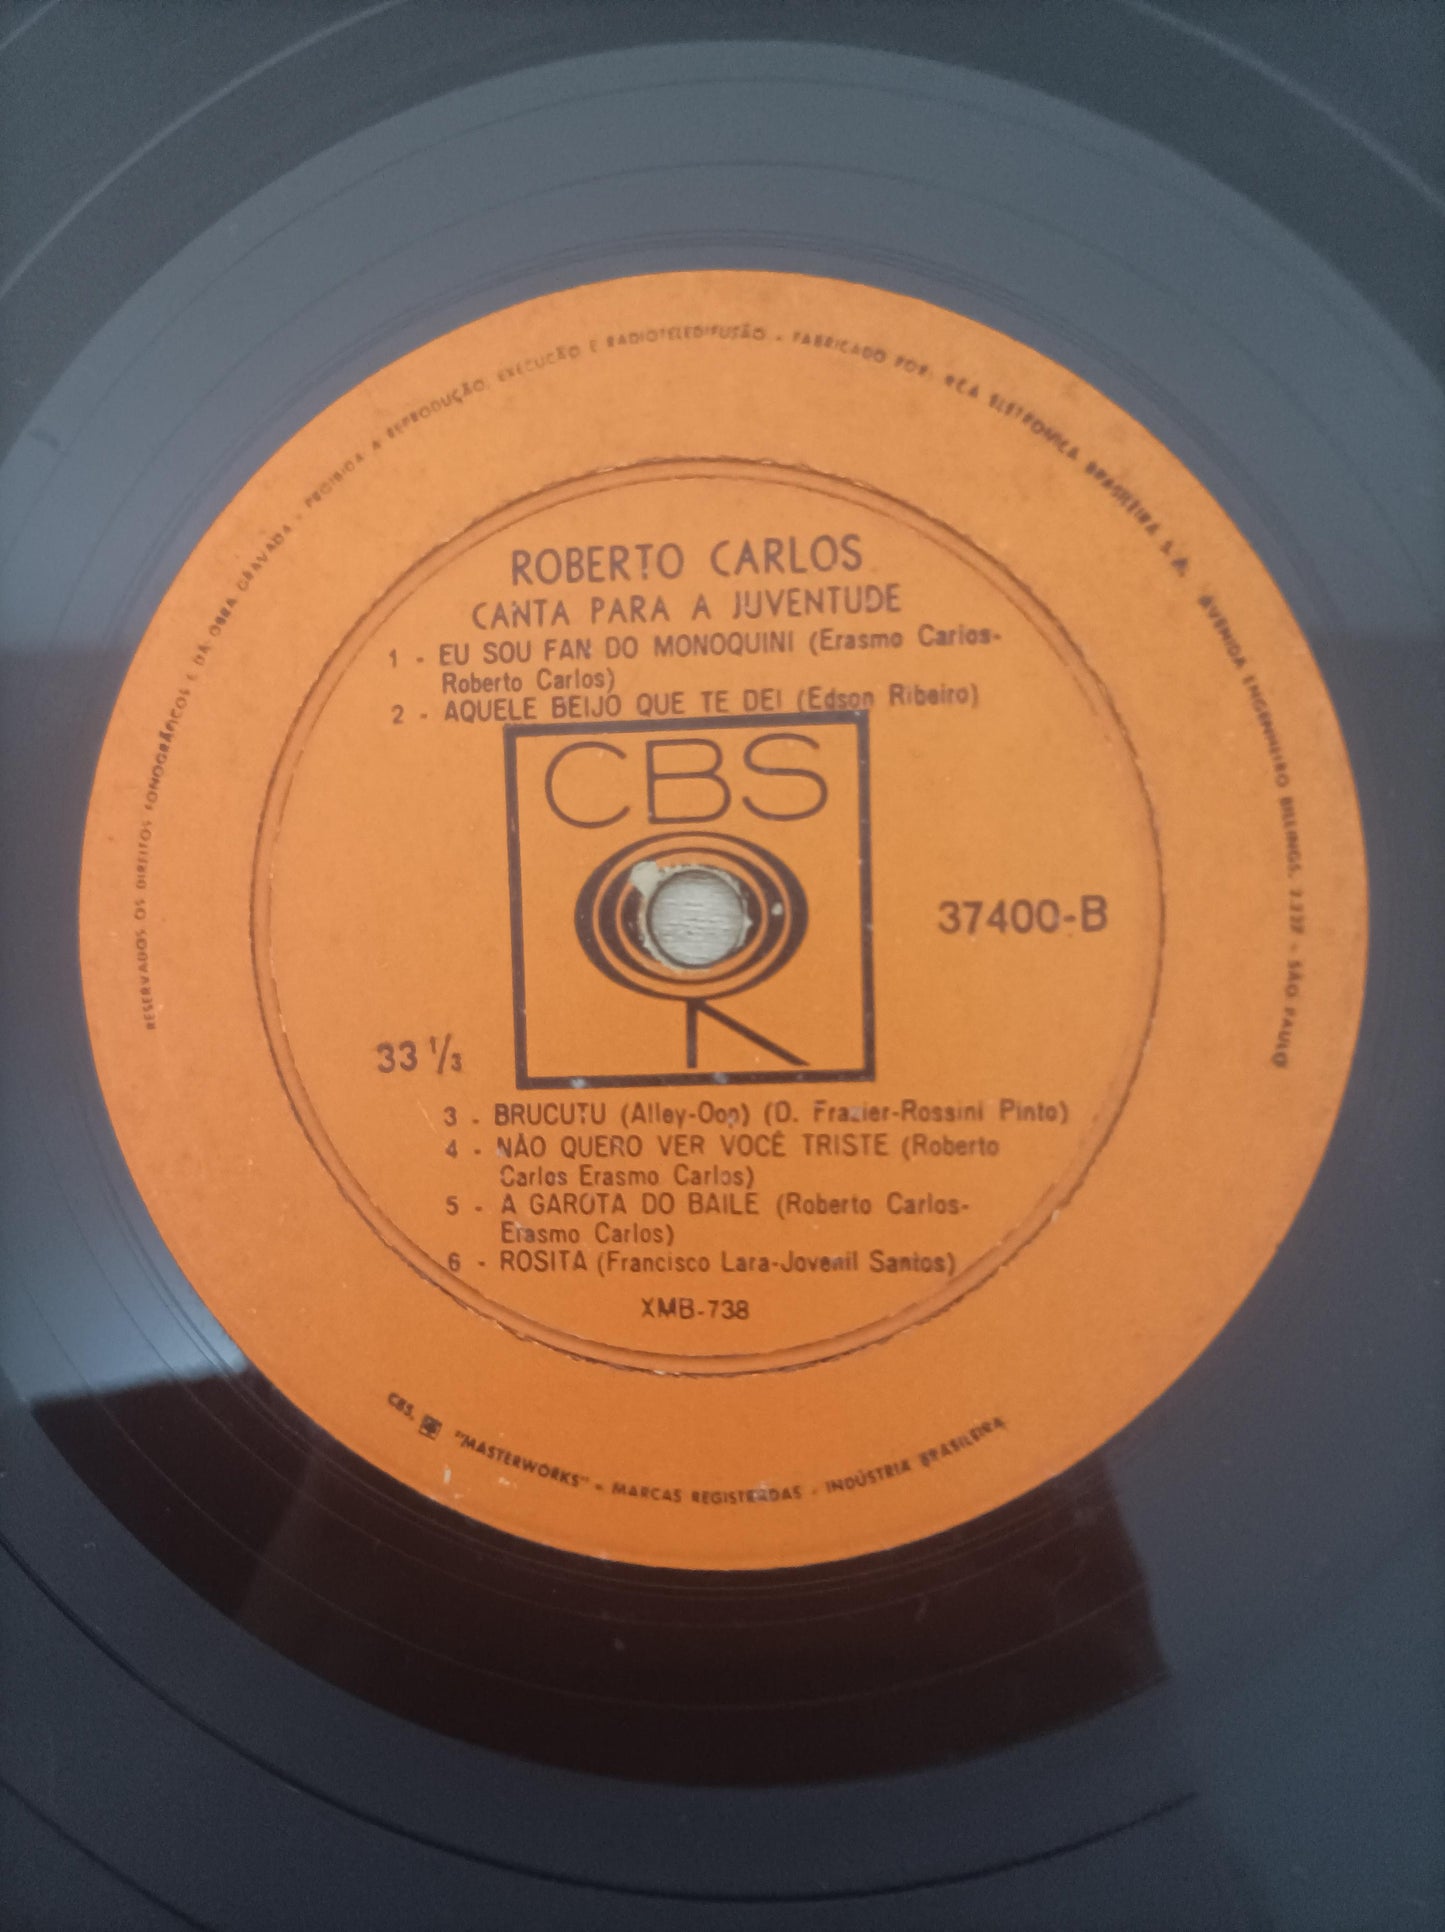 RESERVADOS OS DIREITOS FONOGRÁFICOS E DA OBRA GRAVADA - PROIBIDA A REPRODUÇÃO, EXECUÇÃO E RADIOTELEDIFUSÃO - FABRICADO POR: RCA ELETRONICA BRASILEIRA S.A. AVENIDA ENGENHEIRO BILINGS, 2.227 - SÃO PAULO
ROBERTO CARLOS
CANTA PARA A JUVENTUDE
1 - EU SOU FAN DO MONOQUINI (Erasmo Carlos-
Roberto Carlos)
2 - AQUELE BEIJO QUE TE DEI (Edson Ribeiro)
CBS
37400-B
33 1/3
3 - BRUCUTU (Alley-Oop) (D. Frazier-Rossini Pinto)
4 - NÃO QUERO VER VOCÊ TRISTE (Roberto
Carlos Erasmo Carlos)
5 - A GAROTA DO BAILE (Roberto Carlos-
Erasmo Carlos)
6 - ROSITA (Francisco Lara-Jovenil Santos)
XMB-738
CBS, "MASTERWORKS" - MARCAS REGISTRADAS - INDÚSTRIA BRASILEIRA